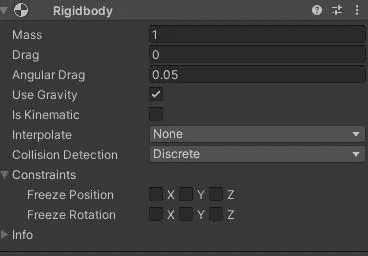 Rigidbody
Mass 1
Drag 0
Angular Drag 0.05
Use Gravity
Is Kinematic
Interpolate None
Collision Detection Discrete
Constraints
Freeze Position X Y Z
Freeze Rotation X Y Z
Info